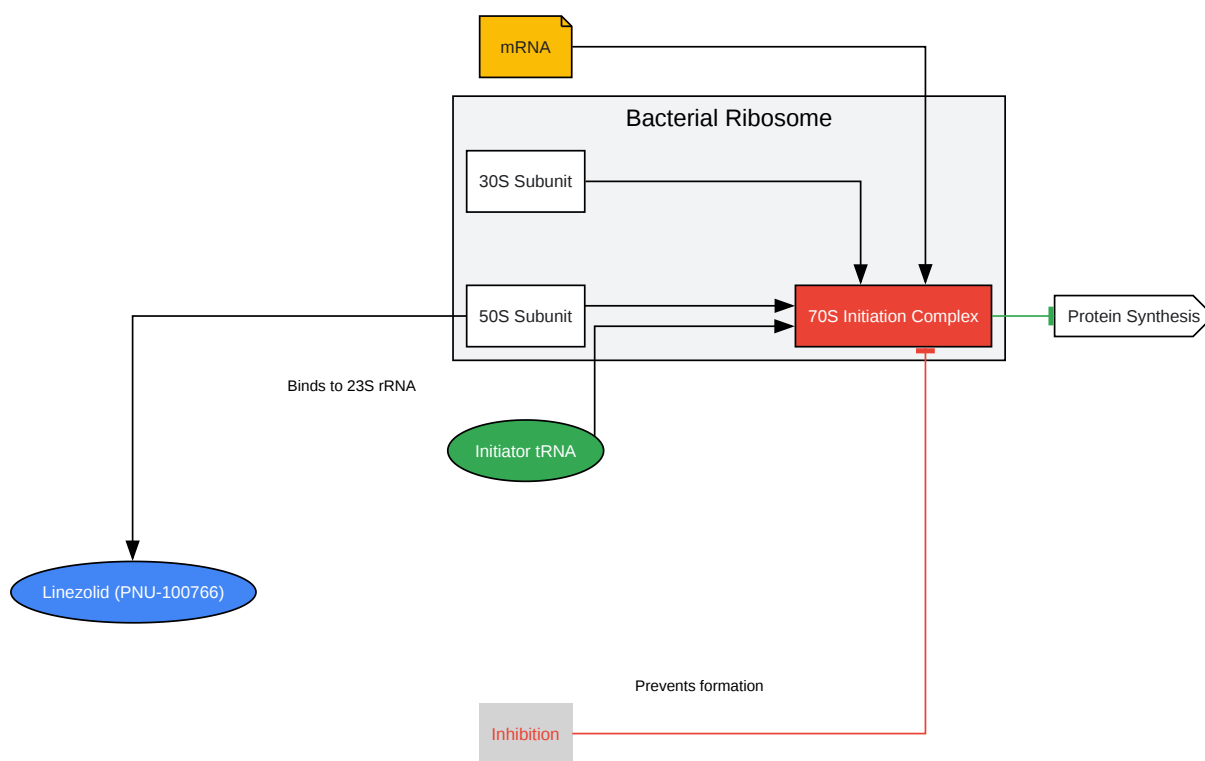 mRNA
Bacterial Ribosome
30S Subunit
50S Subunit
70S Initiation Complex
Protein Synthesis
Binds to 23S rRNA
Initiator tRNA
Linezolid (PNU-100766)
Prevents formation
Inhibition